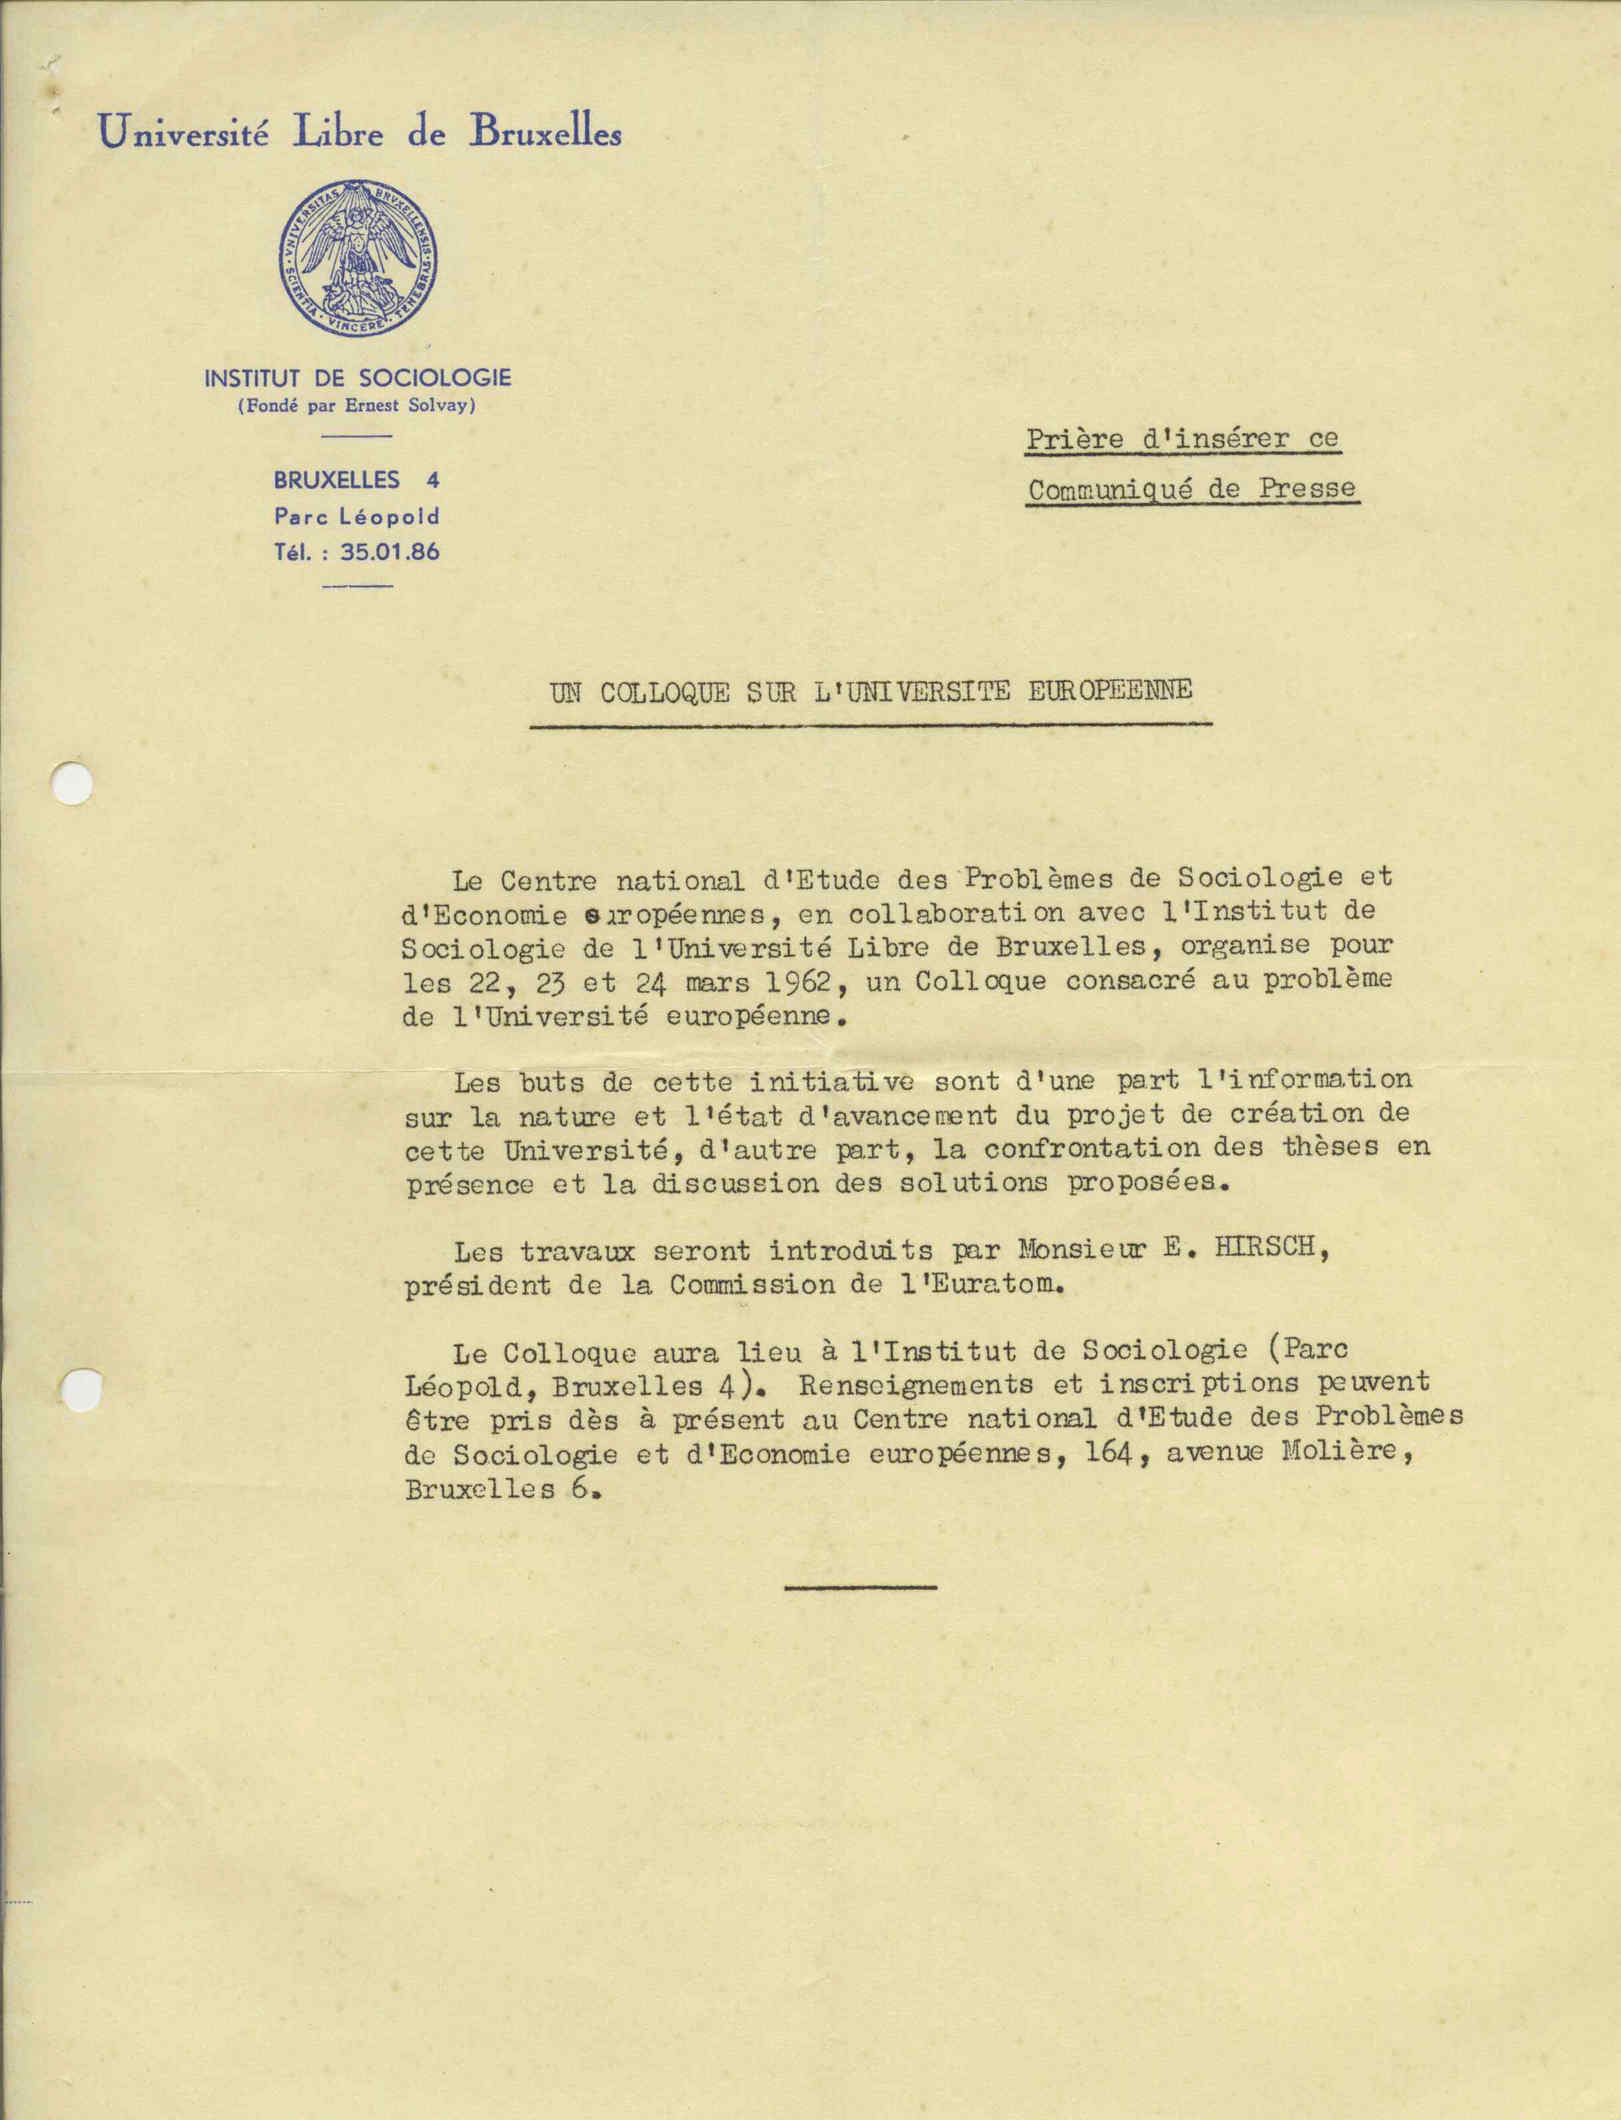 Université Libre de Bruxelles
VNIVERSITAS BRVXELLENSIS
SCIENTIA VINCERE TENEBRAS
INSTITUT DE SOCIOLOGIE
(Fondé par Ernest Solvay)
BRUXELLES 4
Parc Léopold
Tél. : 35.01.86
Prière d'insérer ce
Communiqué de Presse
UN COLLOQUE SUR L'UNIVERSITE EUROPEENNE
Le Centre national d'Etude des Problèmes de Sociologie et
d'Economie européennes, en collaboration avec l'Institut de
Sociologie de l'Université Libre de Bruxelles, organise pour
les 22, 23 et 24 mars 1962, un Colloque consacré au problème
de l'Université européenne.
Les buts de cette initiative sont d'une part l'information
sur la nature et l'état d'avancement du projet de création de
cette Université, d'autre part, la confrontation des thèses en
présence et la discussion des solutions proposées.
Les travaux seront introduits par Monsieur E. HIRSCH,
président de la Commission de l'Euratom.
Le Colloque aura lieu à l'Institut de Sociologie (Parc
Léopold, Bruxelles 4). Renseignements et inscriptions peuvent
être pris dès à présent au Centre national d'Etude des Problèmes
de Sociologie et d'Economie européennes, 164, avenue Molière,
Bruxelles 6.